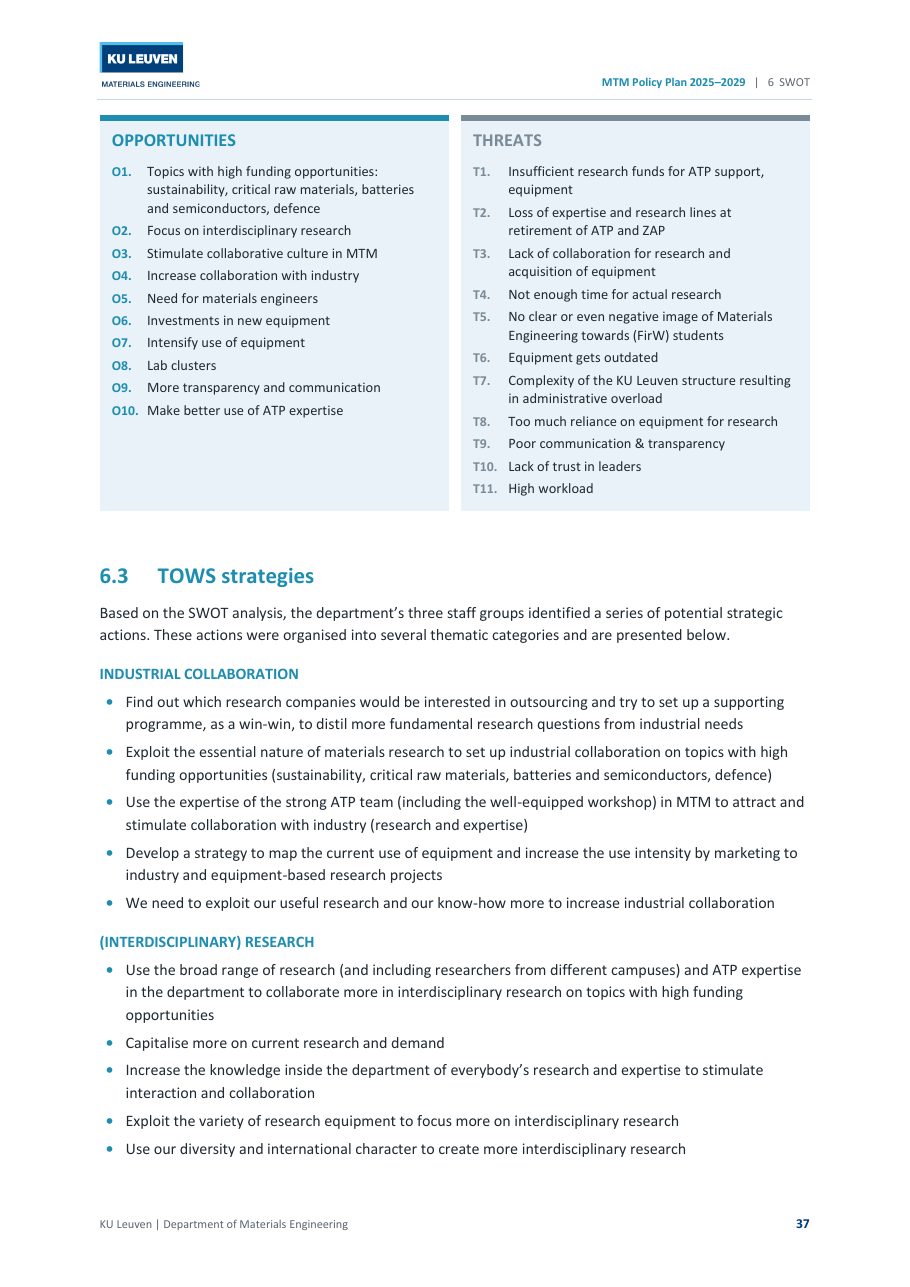 KU LEUVEN
MATERIALS ENGINEERING
MTM Policy Plan 2025–2029 | 6 SWOT
OPPORTUNITIES
O1. Topics with high funding opportunities:
sustainability, critical raw materials, batteries
and semiconductors, defence
O2. Focus on interdisciplinary research
O3. Stimulate collaborative culture in MTM
O4. Increase collaboration with industry
O5. Need for materials engineers
O6. Investments in new equipment
O7. Intensify use of equipment
O8. Lab clusters
O9. More transparency and communication
O10. Make better use of ATP expertise
THREATS
T1. Insufficient research funds for ATP support,
equipment
T2. Loss of expertise and research lines at
retirement of ATP and ZAP
T3. Lack of collaboration for research and
acquisition of equipment
T4. Not enough time for actual research
T5. No clear or even negative image of Materials
Engineering towards (FirW) students
T6. Equipment gets outdated
T7. Complexity of the KU Leuven structure resulting
in administrative overload
T8. Too much reliance on equipment for research
T9. Poor communication & transparency
T10. Lack of trust in leaders
T11. High workload
6.3 TOWS strategies
Based on the SWOT analysis, the department’s three staff groups identified a series of potential strategic
actions. These actions were organised into several thematic categories and are presented below.
INDUSTRIAL COLLABORATION
• Find out which research companies would be interested in outsourcing and try to set up a supporting
programme, as a win-win, to distil more fundamental research questions from industrial needs
• Exploit the essential nature of materials research to set up industrial collaboration on topics with high
funding opportunities (sustainability, critical raw materials, batteries and semiconductors, defence)
• Use the expertise of the strong ATP team (including the well-equipped workshop) in MTM to attract and
stimulate collaboration with industry (research and expertise)
• Develop a strategy to map the current use of equipment and increase the use intensity by marketing to
industry and equipment-based research projects
• We need to exploit our useful research and our know-how more to increase industrial collaboration
(INTERDISCIPLINARY) RESEARCH
• Use the broad range of research (and including researchers from different campuses) and ATP expertise
in the department to collaborate more in interdisciplinary research on topics with high funding
opportunities
• Capitalise more on current research and demand
• Increase the knowledge inside the department of everybody’s research and expertise to stimulate
interaction and collaboration
• Exploit the variety of research equipment to focus more on interdisciplinary research
• Use our diversity and international character to create more interdisciplinary research
KU Leuven | Department of Materials Engineering
37